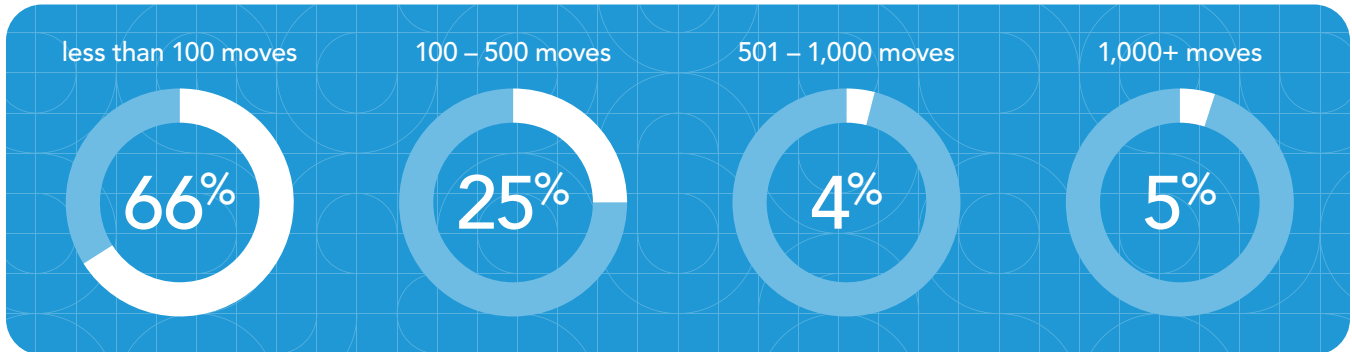 less than 100 moves
66%
100 – 500 moves
25%
501 – 1,000 moves
4%
1,000+ moves
5%